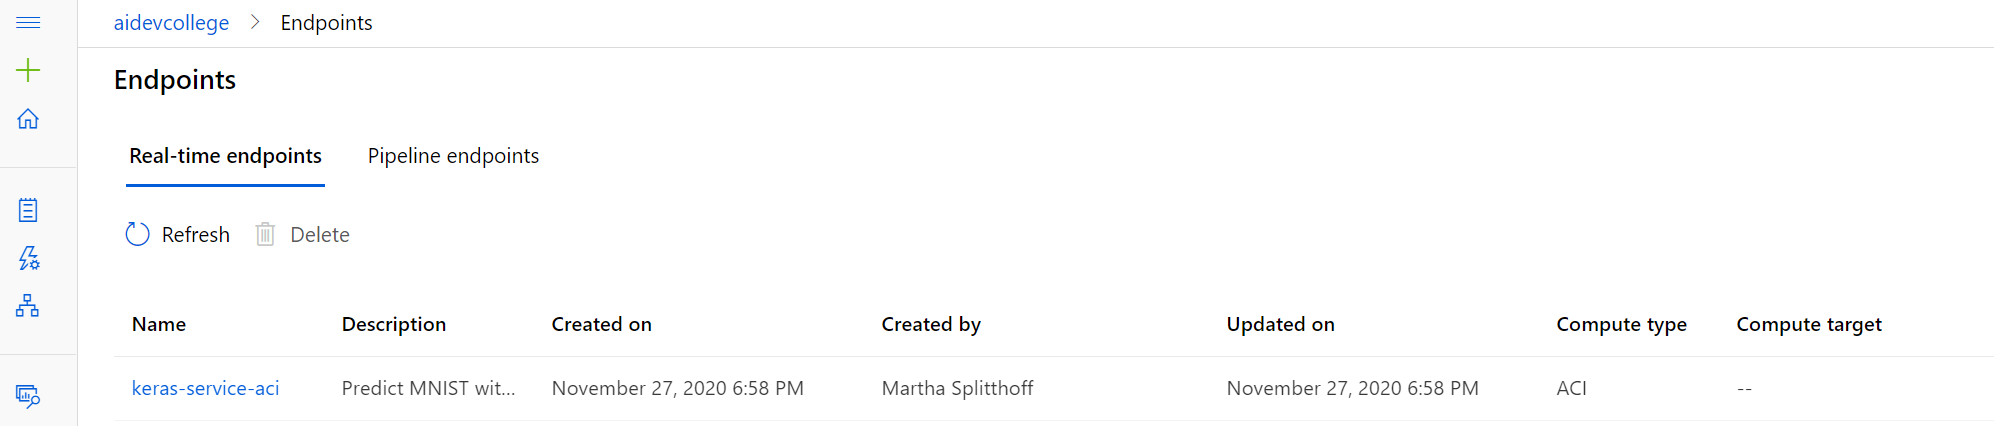 aidevcollege > Endpoints
Endpoints
Real-time endpoints Pipeline endpoints
Refresh Delete
Name Description Created on Created by Updated on Compute type Compute target
keras-service-aci Predict MNIST wit... November 27, 2020 6:58 PM Martha Splitthoff November 27, 2020 6:58 PM ACI --